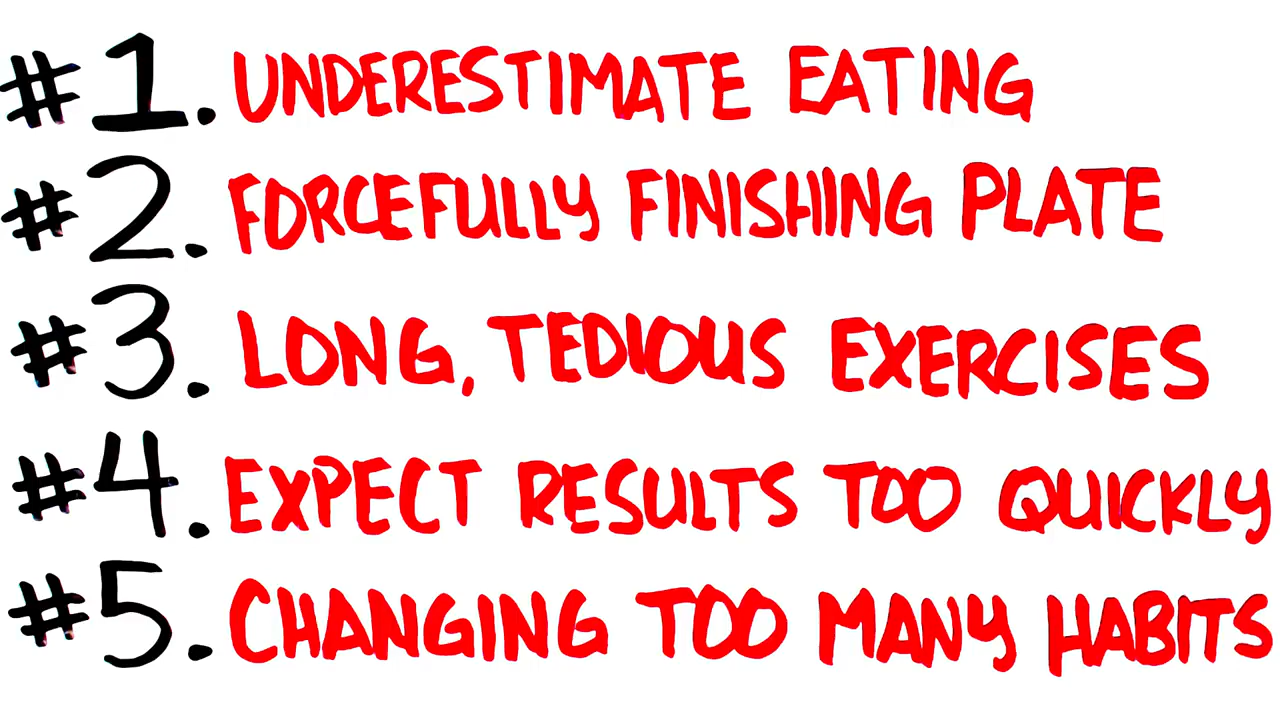 #1. UNDERESTIMATE EATING
#2. FORCEFULLY FINISHING PLATE
#3. LONG, TEDIOUS EXERCISES
#4. EXPECT RESULTS TOO QUICKLY
#5. CHANGING TOO MANY HABITS